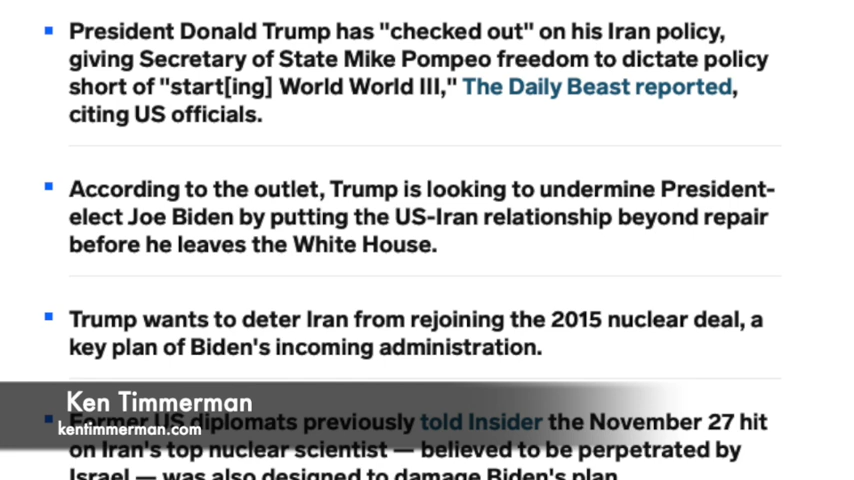 President Donald Trump has "checked out" on his Iran policy,
giving Secretary of State Mike Pompeo freedom to dictate policy
short of "start[ing] World World III," The Daily Beast reported,
citing US officials.
According to the outlet, Trump is looking to undermine President-
elect Joe Biden by putting the US-Iran relationship beyond repair
before he leaves the White House.
Trump wants to deter Iran from rejoining the 2015 nuclear deal, a
key plan of Biden's incoming administration.
Ken Timmerman
Former US diplomats previously told Insider the November 27 hit
kentimmerman.com
on Iran's top nuclear scientist — believed to be perpetrated by
Israel — was also designed to damage Biden's plan.